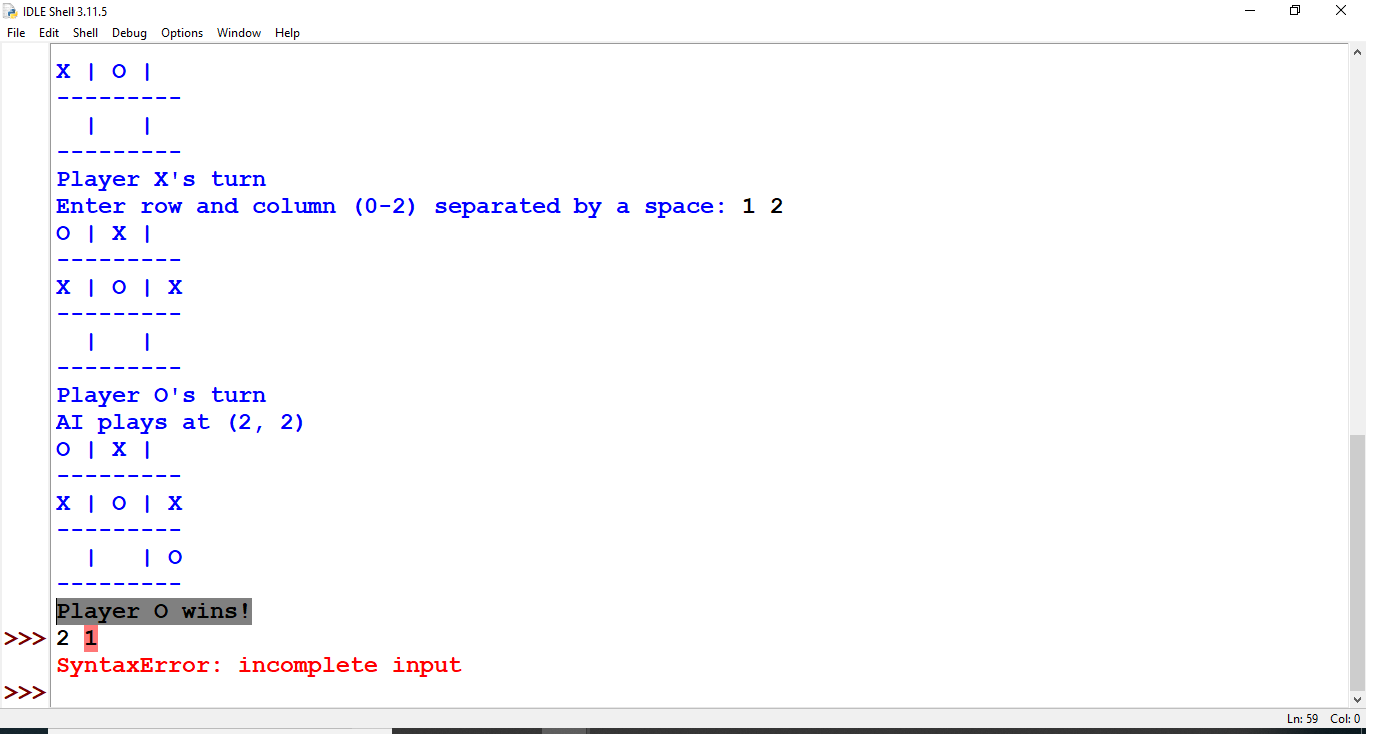 IDLE Shell 3.11.5
File Edit Shell Debug Options Window Help
X | O |
---------
  |   |
---------
Player X's turn
Enter row and column (0-2) separated by a space: 1 2
O | X |
---------
X | O | X
---------
  |   |
---------
Player O's turn
AI plays at (2, 2)
O | X |
---------
X | O | X
---------
  |   | O
---------
Player O wins!
>>> 2 1
SyntaxError: incomplete input
>>>
Ln: 59 Col: 0